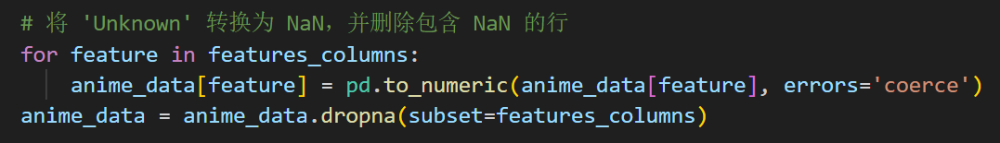 # 将 'Unknown' 转换为 NaN，并删除包含 NaN 的行
for feature in features_columns:
    anime_data[feature] = pd.to_numeric(anime_data[feature], errors='coerce')
anime_data = anime_data.dropna(subset=features_columns)